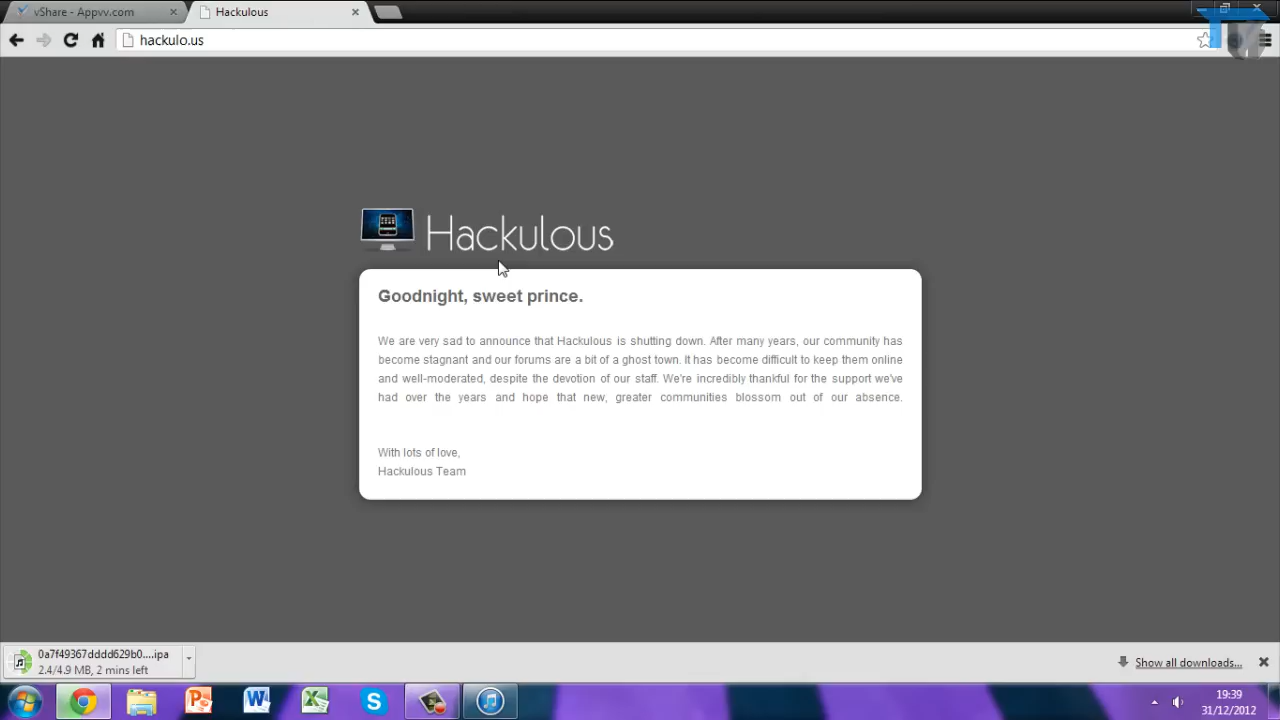 vShare - Appvv.com
Hackulous
hackulo.us
Hackulous
Goodnight, sweet prince.
We are very sad to announce that Hackulous is shutting down. After many years, our community has
become stagnant and our forums are a bit of a ghost town. It has become difficult to keep them online
and well-moderated, despite the devotion of our staff. We're incredibly thankful for the support we've
had over the years and hope that new, greater communities blossom out of our absence.
With lots of love,
Hackulous Team
0a7f49367dddd629b0....ipa
2.4/4.9 MB, 2 mins left
Show all downloads...
19:39
31/12/2012